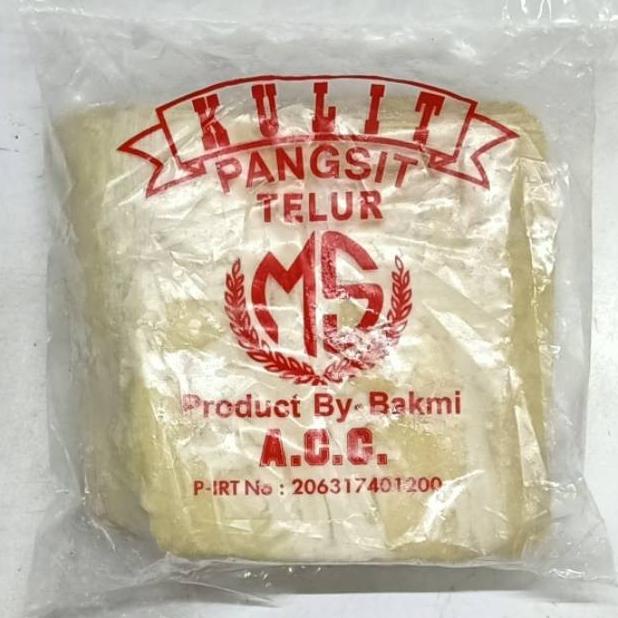 KULIT
PANGSIT
TELUR
MS
Product By Bakmi
A.C.C.
P-IRT No : 206317401200